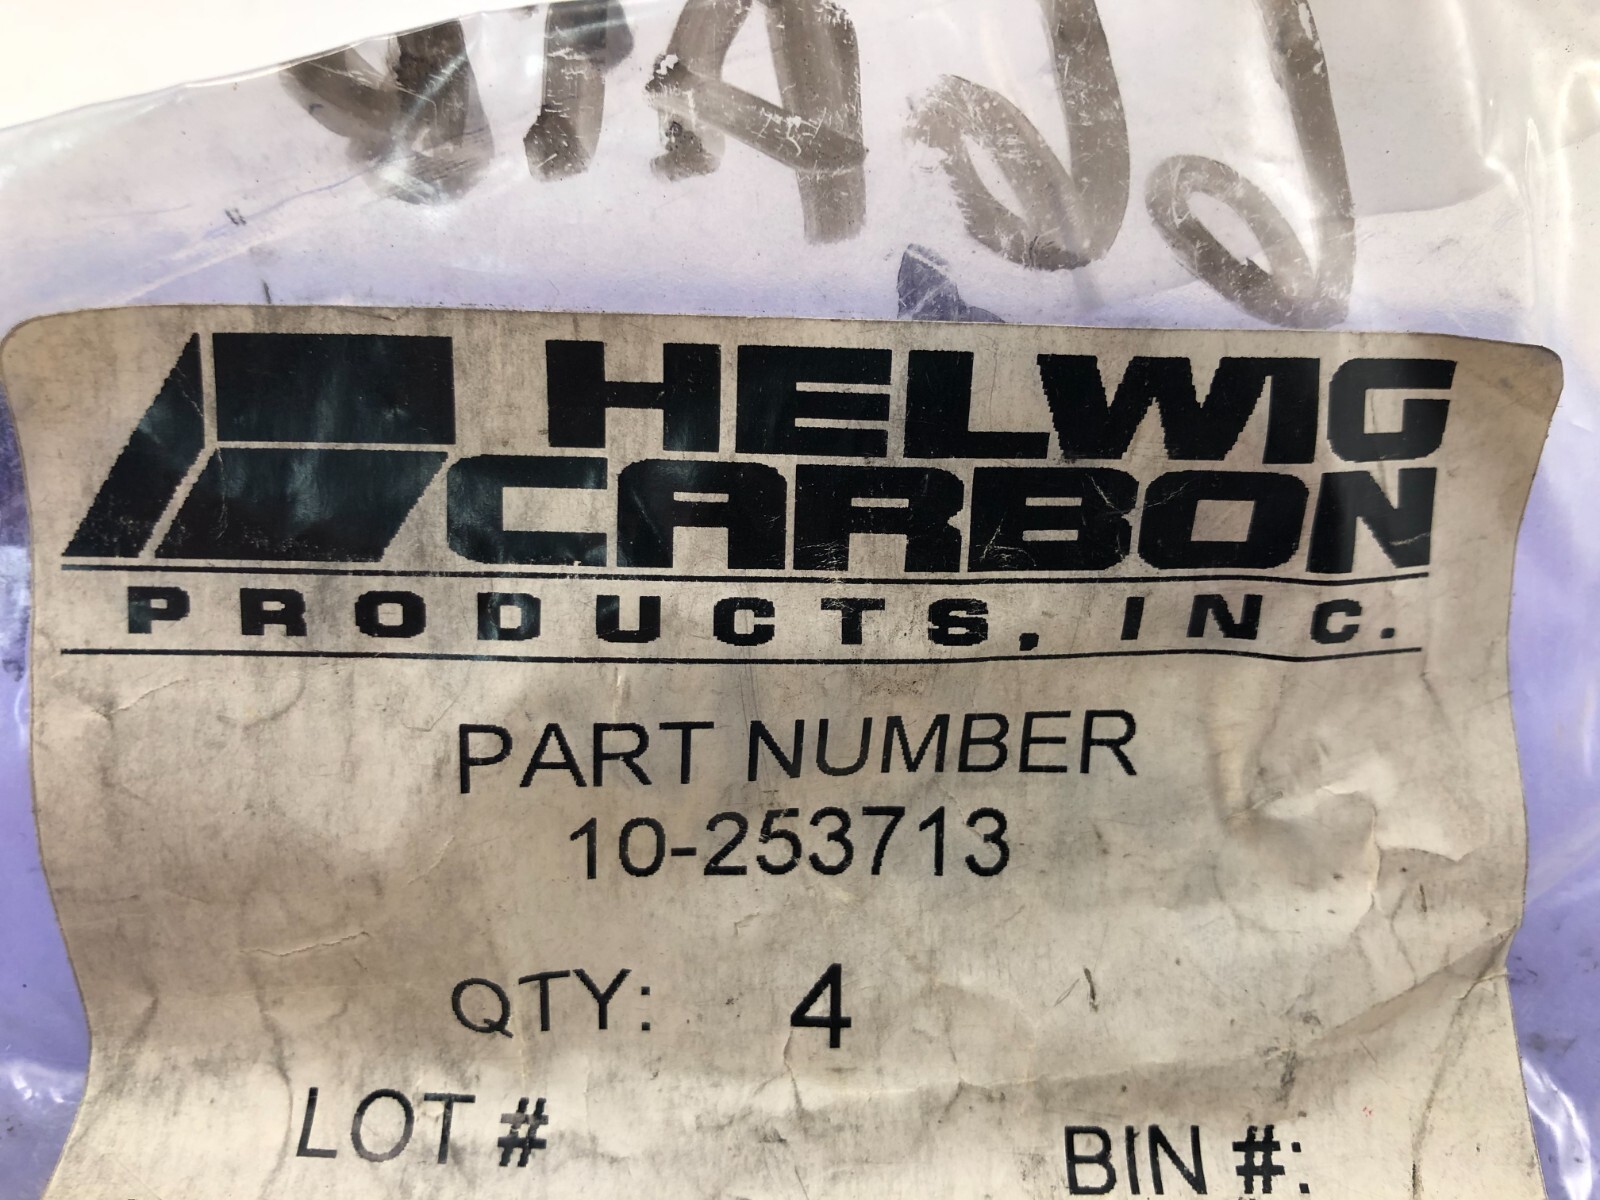 HELWIG
CARBON
PRODUCTS, INC.
PART NUMBER
10-253713
QTY: 4
LOT #
BIN #: